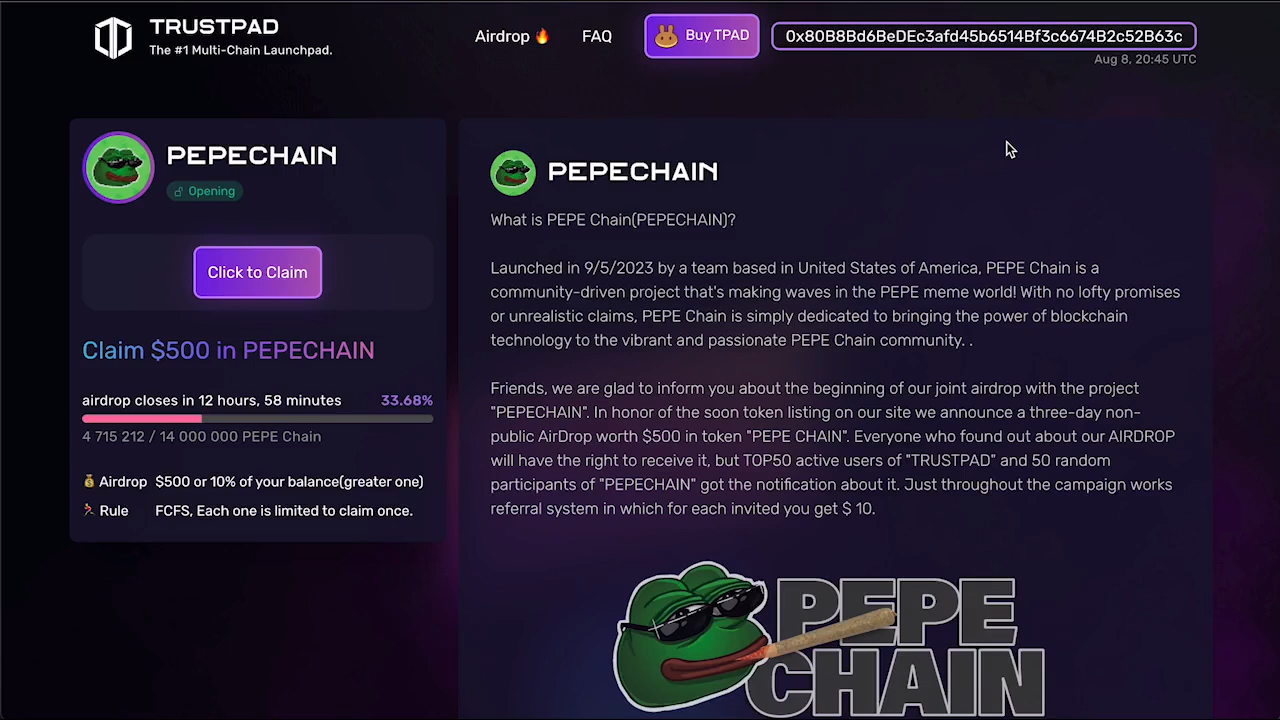 TRUSTPAD
The #1 Multi-Chain Launchpad.
Airdrop 🔥
FAQ
Buy TPAD
0x80B8Bd6BeDEc3afd45b6514Bf3c6674B2c52B63c
Aug 8, 20:45 UTC
PEPECHAIN
Opening
Click to Claim
Claim $500 in PEPECHAIN
airdrop closes in 12 hours, 58 minutes 33.68%
4 715 212 / 14 000 000 PEPE Chain
💰 Airdrop $500 or 10% of your balance(greater one)
🏃 Rule FCFS, Each one is limited to claim once.
PEPECHAIN
What is PEPE Chain(PEPECHAIN)?
Launched in 9/5/2023 by a team based in United States of America, PEPE Chain is a
community-driven project that's making waves in the PEPE meme world! With no lofty promises
or unrealistic claims, PEPE Chain is simply dedicated to bringing the power of blockchain
technology to the vibrant and passionate PEPE Chain community. .
Friends, we are glad to inform you about the beginning of our joint airdrop with the project
"PEPECHAIN". In honor of the soon token listing on our site we announce a three-day non-
public AirDrop worth $500 in token "PEPE CHAIN". Everyone who found out about our AIRDROP
will have the right to receive it, but TOP50 active users of "TRUSTPAD" and 50 random
participants of "PEPECHAIN" got the notification about it. Just throughout the campaign works
referral system in which for each invited you get $ 10.
PEPE
CHAIN